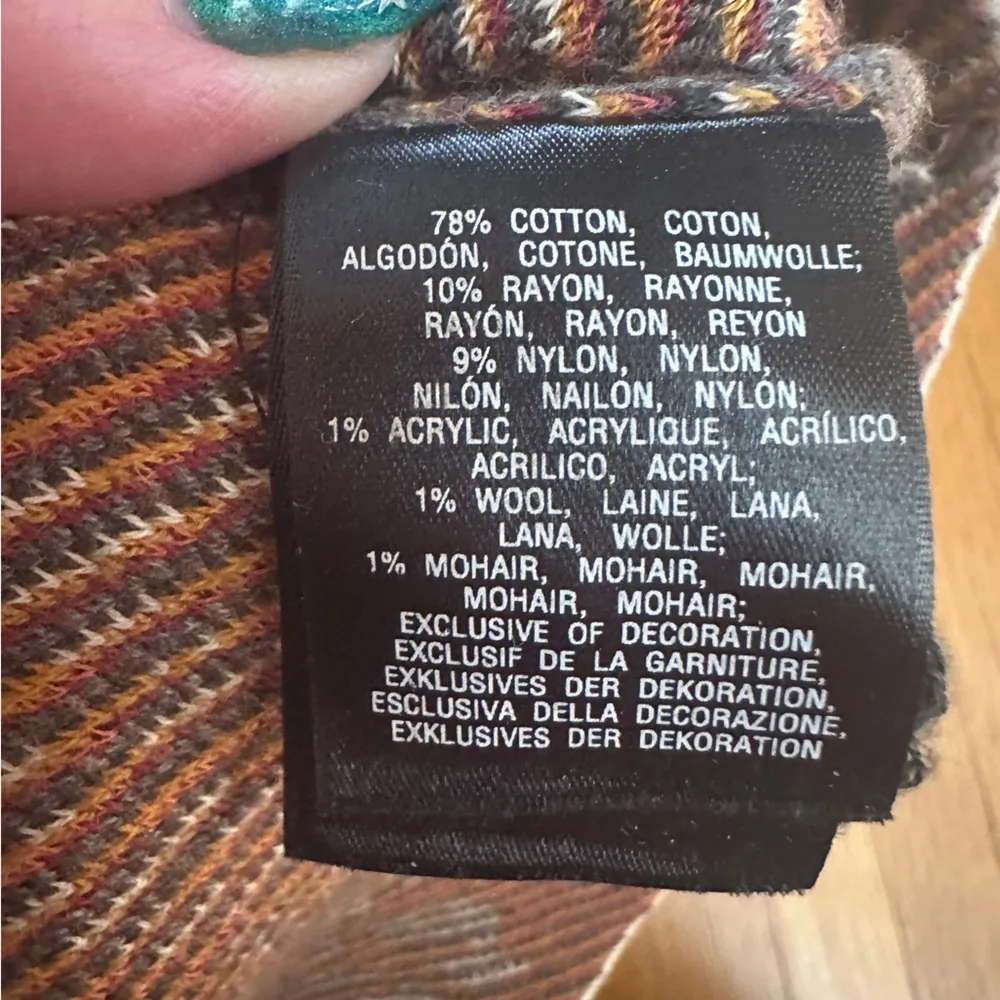 78% COTTON, COTON,
ALGODÓN, COTONE, BAUMWOLLE;
10% RAYON, RAYONNE,
RAYÓN, RAYON, REYON
9% NYLON, NYLON,
NILÓN, NAILON, NYLON;
1% ACRYLIC, ACRYLIQUE, ACRÍLICO,
ACRILICO, ACRYL;
1% WOOL, LAINE, LANA,
LANA, WOLLE;
1% MOHAIR, MOHAIR, MOHAIR,
MOHAIR, MOHAIR;
EXCLUSIVE OF DECORATION,
EXCLUSIF DE LA GARNITURE,
EXKLUSIVES DER DEKORATION,
ESCLUSIVA DELLA DECORAZIONE,
EXKLUSIVES DER DEKORATION